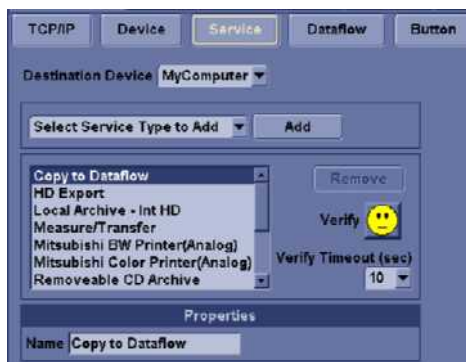 TCP/IP Device Service Dataflow Button
Destination Device MyComputer
Select Service Type to Add Add
Copy to Dataflow
HD Export
Local Archive - Int HD
Measure/Transfer
Mitsubishi BW Printer(Analog)
Mitsubishi Color Printer(Analog)
Removeable CD Archive
Remove
Verify
Verify Timeout (sec)
10
Properties
Name Copy to Dataflow